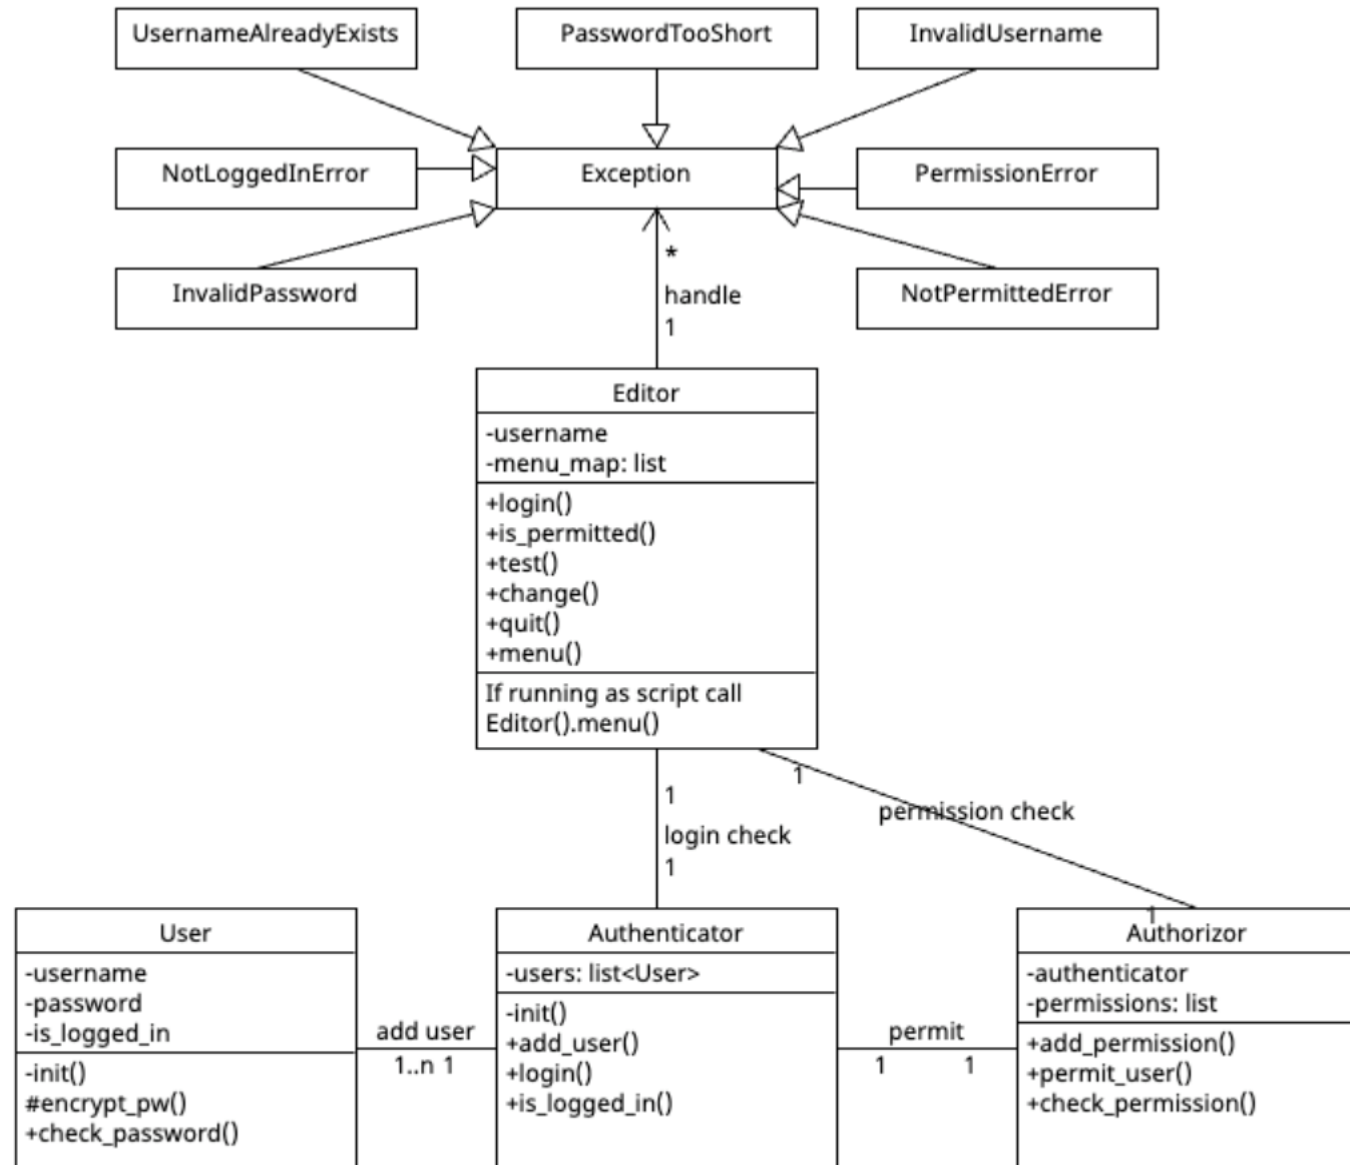 UsernameAlreadyExists
PasswordTooShort
InvalidUsername
NotLoggedInError
Exception
PermissionError
InvalidPassword
NotPermittedError
*
handle
1
Editor
-username
-menu_map: list
+login()
+is_permitted()
+test()
+change()
+quit()
+menu()
If running as script call
Editor().menu()
1
login check
1
1
permission check
1
User
-username
-password
-is_logged_in
-init()
#encrypt_pw()
+check_password()
add user
1..n 1
Authenticator
-users: list<User>
-init()
+add_user()
+login()
+is_logged_in()
permit
1 1
Authorizor
-authenticator
-permissions: list
+add_permission()
+permit_user()
+check_permission()